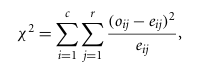 χ² = ∑_{i=1}^{c} ∑_{j=1}^{r} (o_{ij} − e_{ij})² / e_{ij},